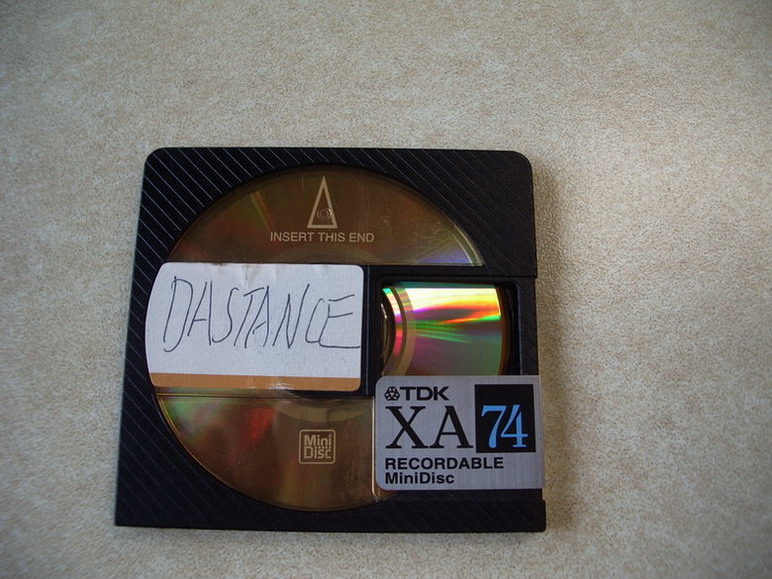 INSERT THIS END
DASTANCE
Mini
Disc
TDK
XA 74
RECORDABLE
MiniDisc